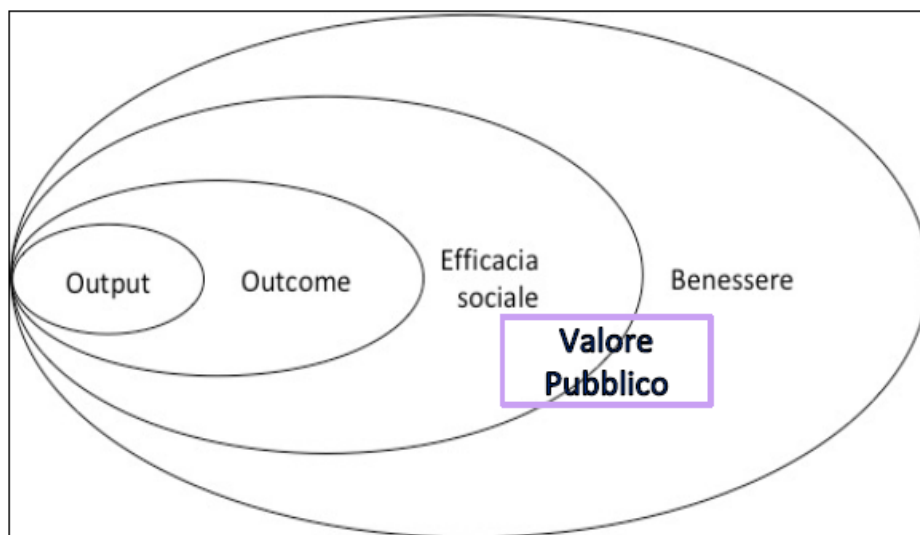 Output
Outcome
Efficacia
sociale
Benessere
Valore
Pubblico